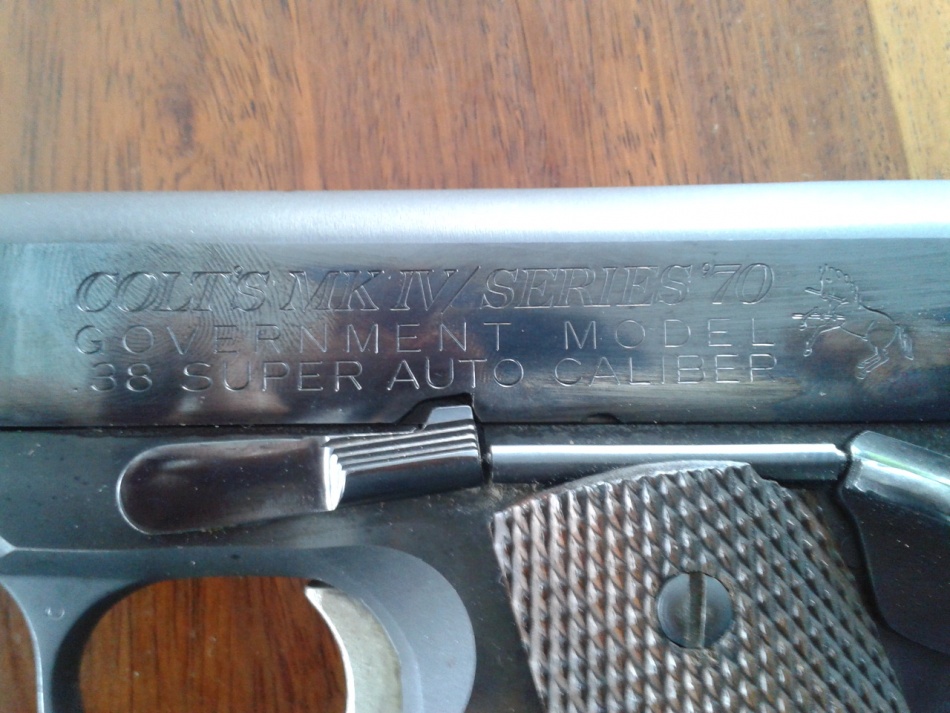 COLT'S MK IV/ SERIES '70
GOVERNMENT MODEL
.38 SUPER AUTO CALIBER